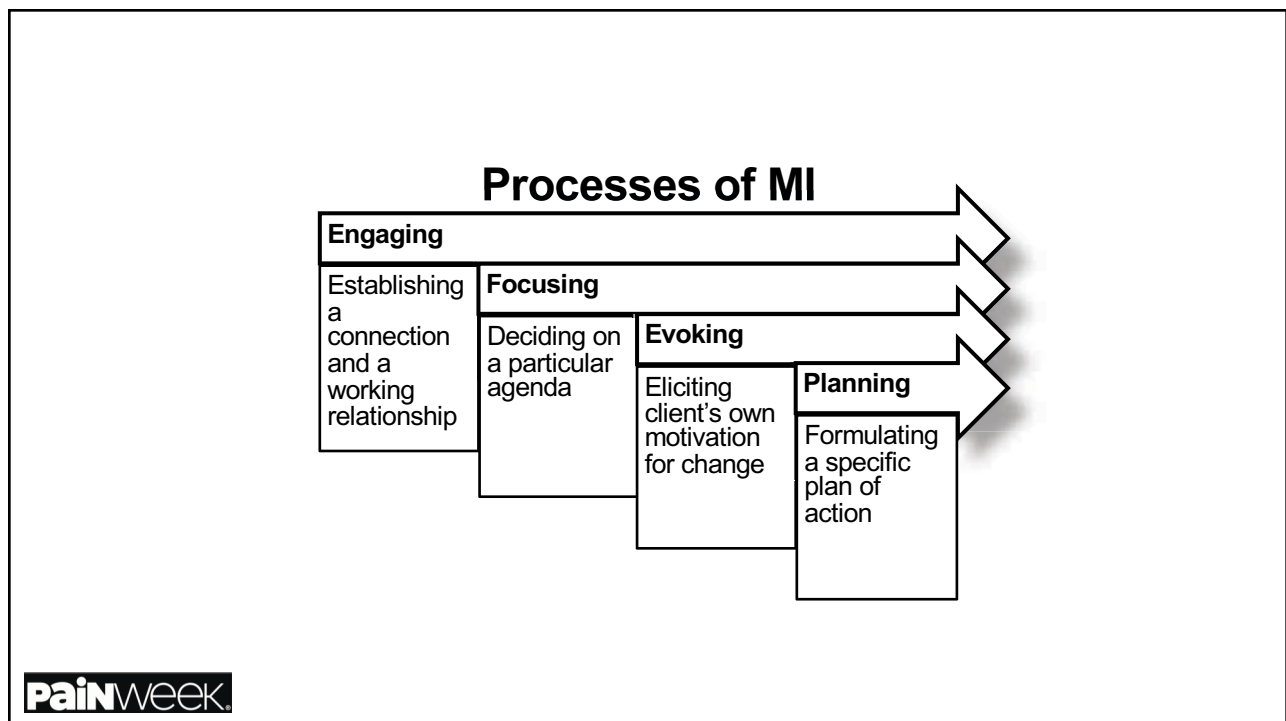 Processes of MI
Engaging
Establishing
a
connection
and a
working
relationship
Focusing
Deciding on
a particular
agenda
Evoking
Eliciting
client's own
motivation
for change
Planning
Formulating
a specific
plan of
action
PaiNweek.